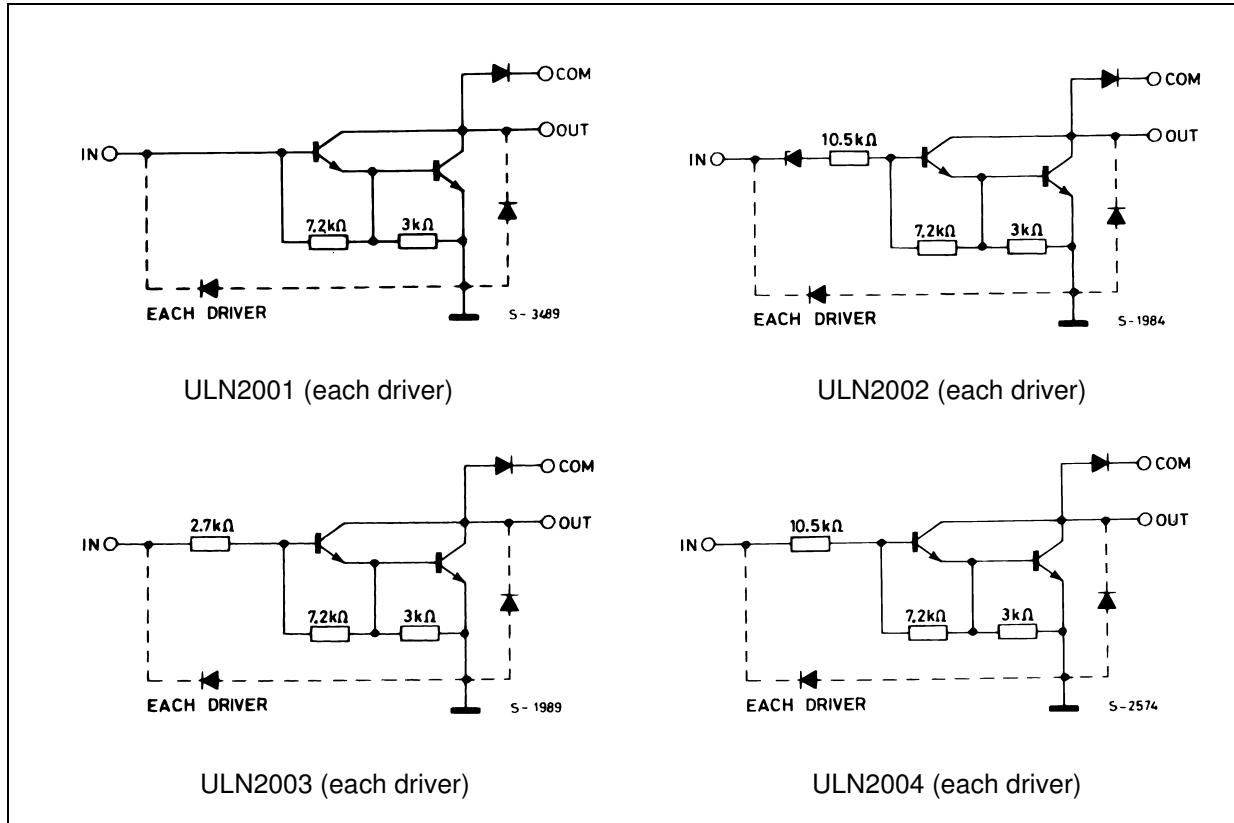 COM
OUT
IN
7.2kΩ 3kΩ
EACH DRIVER
S-3489
ULN2001 (each driver)
COM
OUT
IN
10.5kΩ
7.2kΩ 3kΩ
EACH DRIVER
S-1984
ULN2002 (each driver)
COM
OUT
IN
2.7kΩ
7.2kΩ 3kΩ
EACH DRIVER
S-1989
ULN2003 (each driver)
COM
OUT
IN
10.5kΩ
7.2kΩ 3kΩ
EACH DRIVER
S-2574
ULN2004 (each driver)